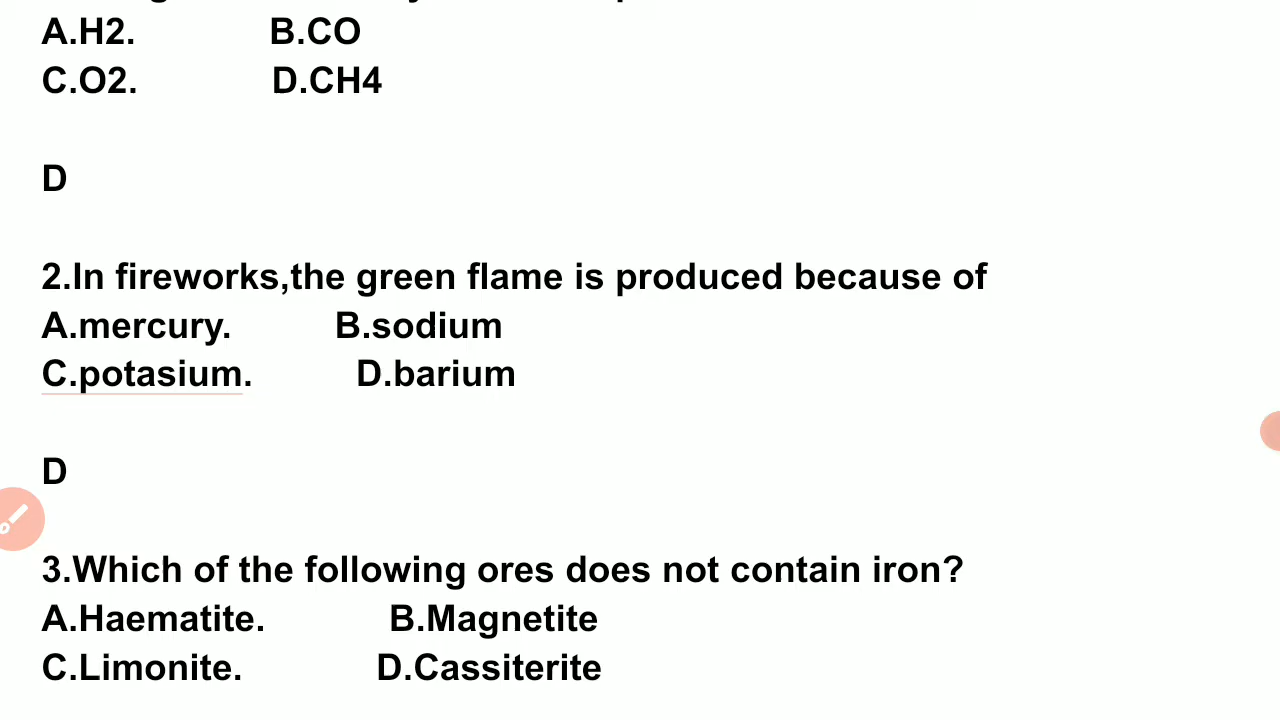 A.H2. B.CO
C.O2. D.CH4
D
2.In fireworks,the green flame is produced because of
A.mercury. B.sodium
C.potasium. D.barium
D
3.Which of the following ores does not contain iron?
A.Haematite. B.Magnetite
C.Limonite. D.Cassiterite